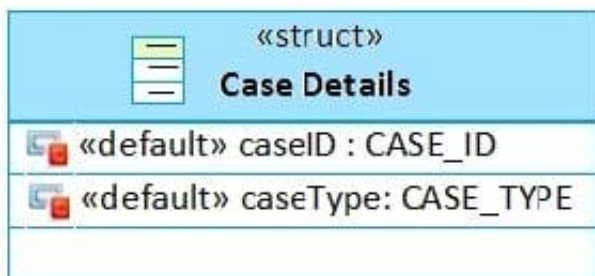 «struct»
Case Details
«default» caseID : CASE_ID
«default» caseType: CASE_TYPE